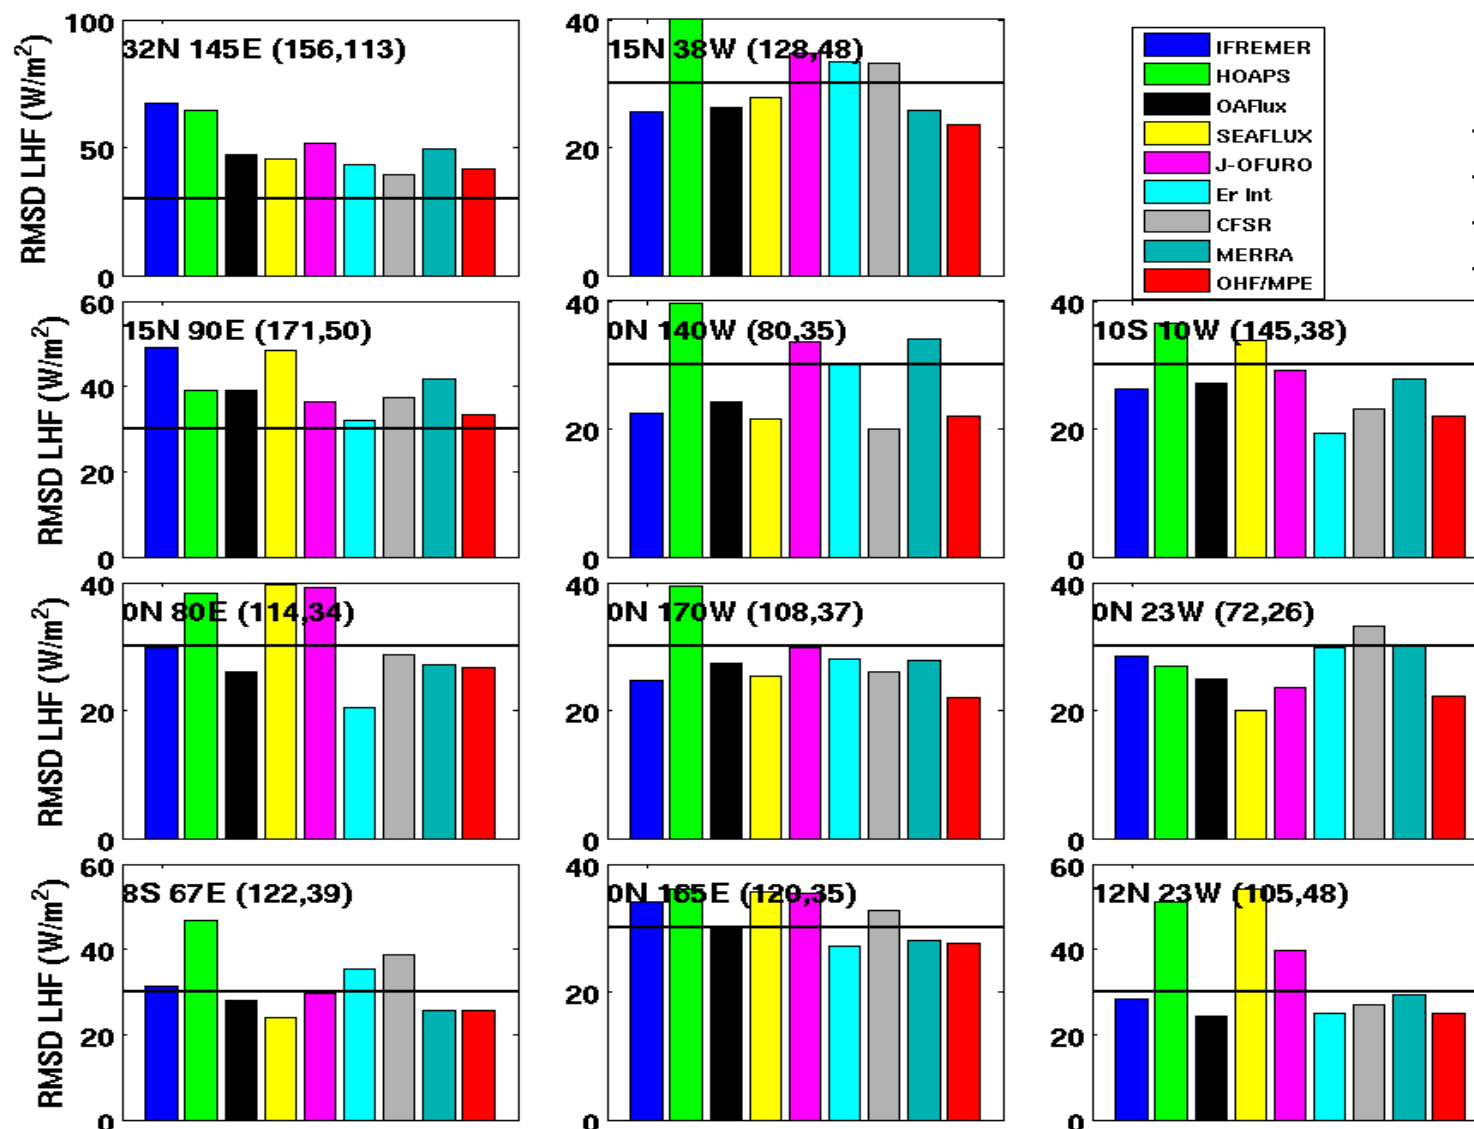 RMSD LHF (W/m²)
100
50
0
32N 145E (156,113)
40
20
0
15N 38W (128,48)
IFREMER
HOAPS
OAFlux
SEAFLUX
J-OFURO
Er Int
CFSR
MERRA
OHF/MPE
RMSD LHF (W/m²)
60
40
20
0
15N 90E (171,50)
40
20
0
0N 140W (80,35)
40
20
0
10S 10W (145,38)
RMSD LHF (W/m²)
40
20
0
0N 80E (114,34)
40
20
0
0N 170W (108,37)
40
20
0
0N 23W (72,26)
RMSD LHF (W/m²)
60
40
20
0
8S 67E (122,39)
40
20
0
0N 165E (120,35)
60
40
20
0
12N 23W (105,48)